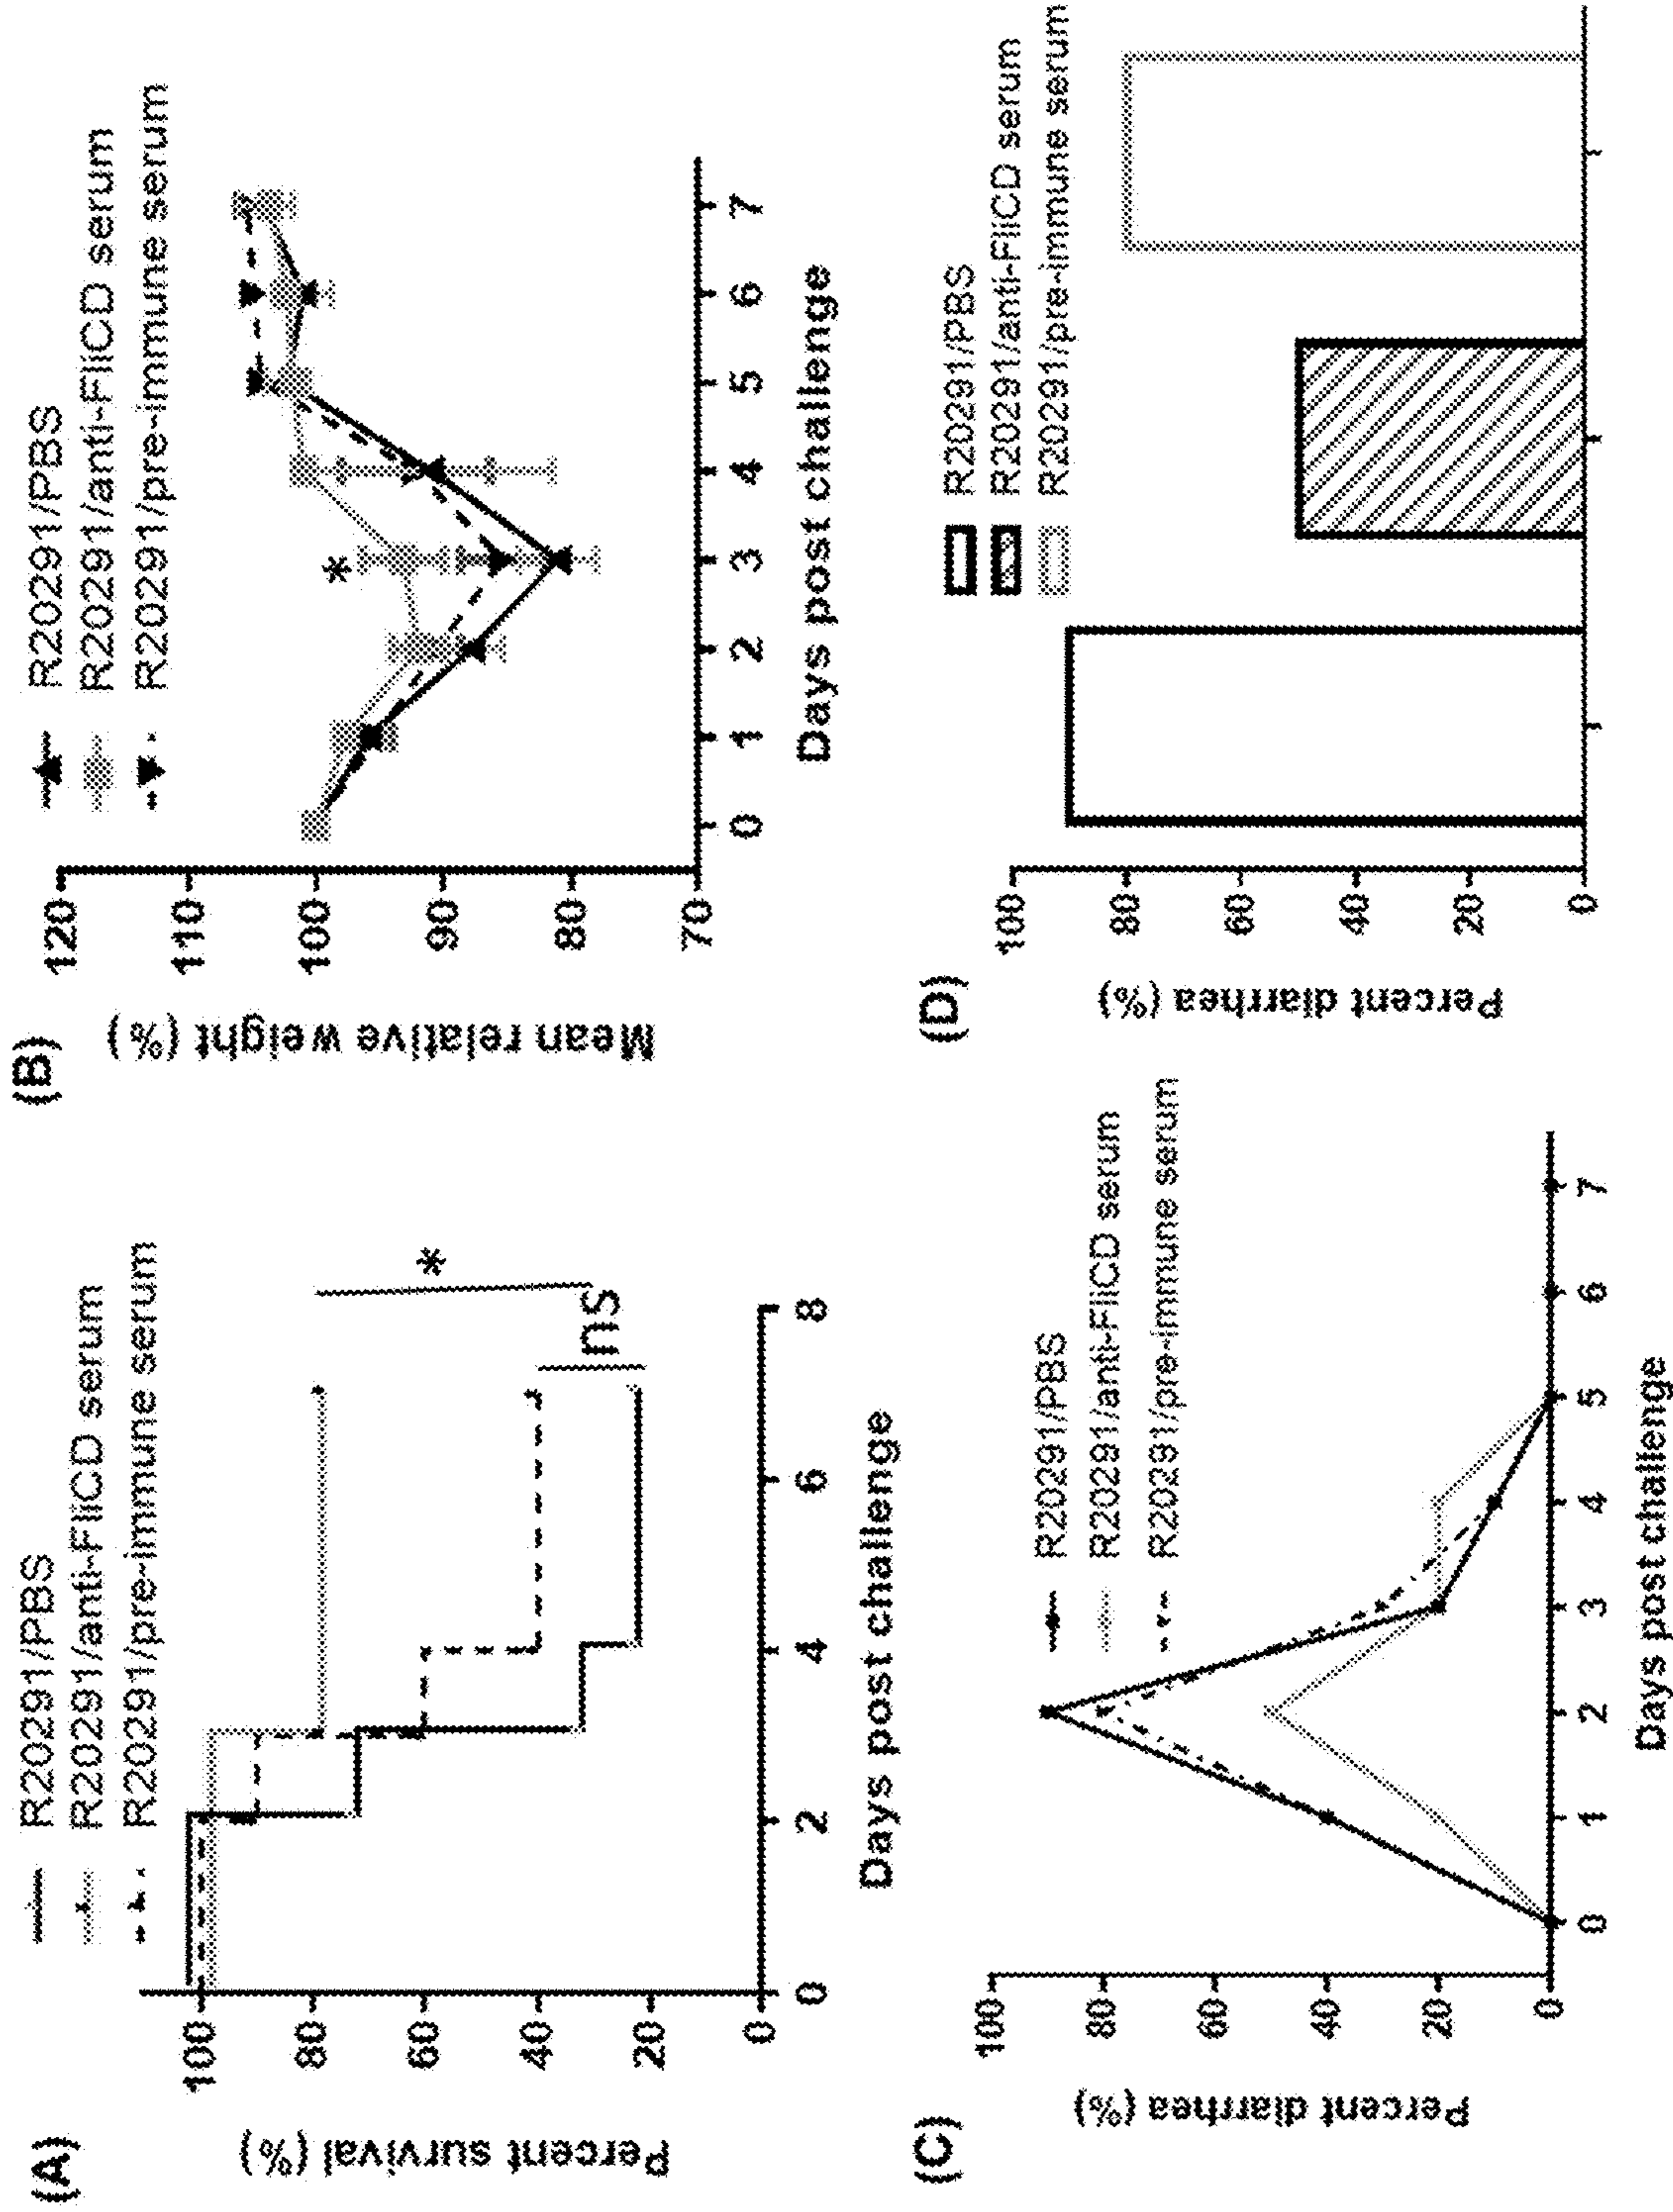 (A)
R20291/PBS
R20291/anti-FliCD serum
R20291/pre-immune serum
Percent survival (%)
100
80
60
40
20
0
*
ns
0 2 4 6 8
Days post challenge
(B)
R20291/PBS
R20291/anti-FliCD serum
R20291/pre-immune serum
Mean relative weight (%)
120
110
100
90
80
70
*
0 1 2 3 4 5 6 7
Days post challenge
(C)
R20291/PBS
R20291/anti-FliCD serum
R20291/pre-immune serum
Percent diarrhea (%)
100
80
60
40
20
0
0 1 2 3 4 5 6 7
Days post challenge
(D)
R20291/PBS
R20291/anti-FliCD serum
R20291/pre-immune serum
Percent diarrhea (%)
100
80
60
40
20
0